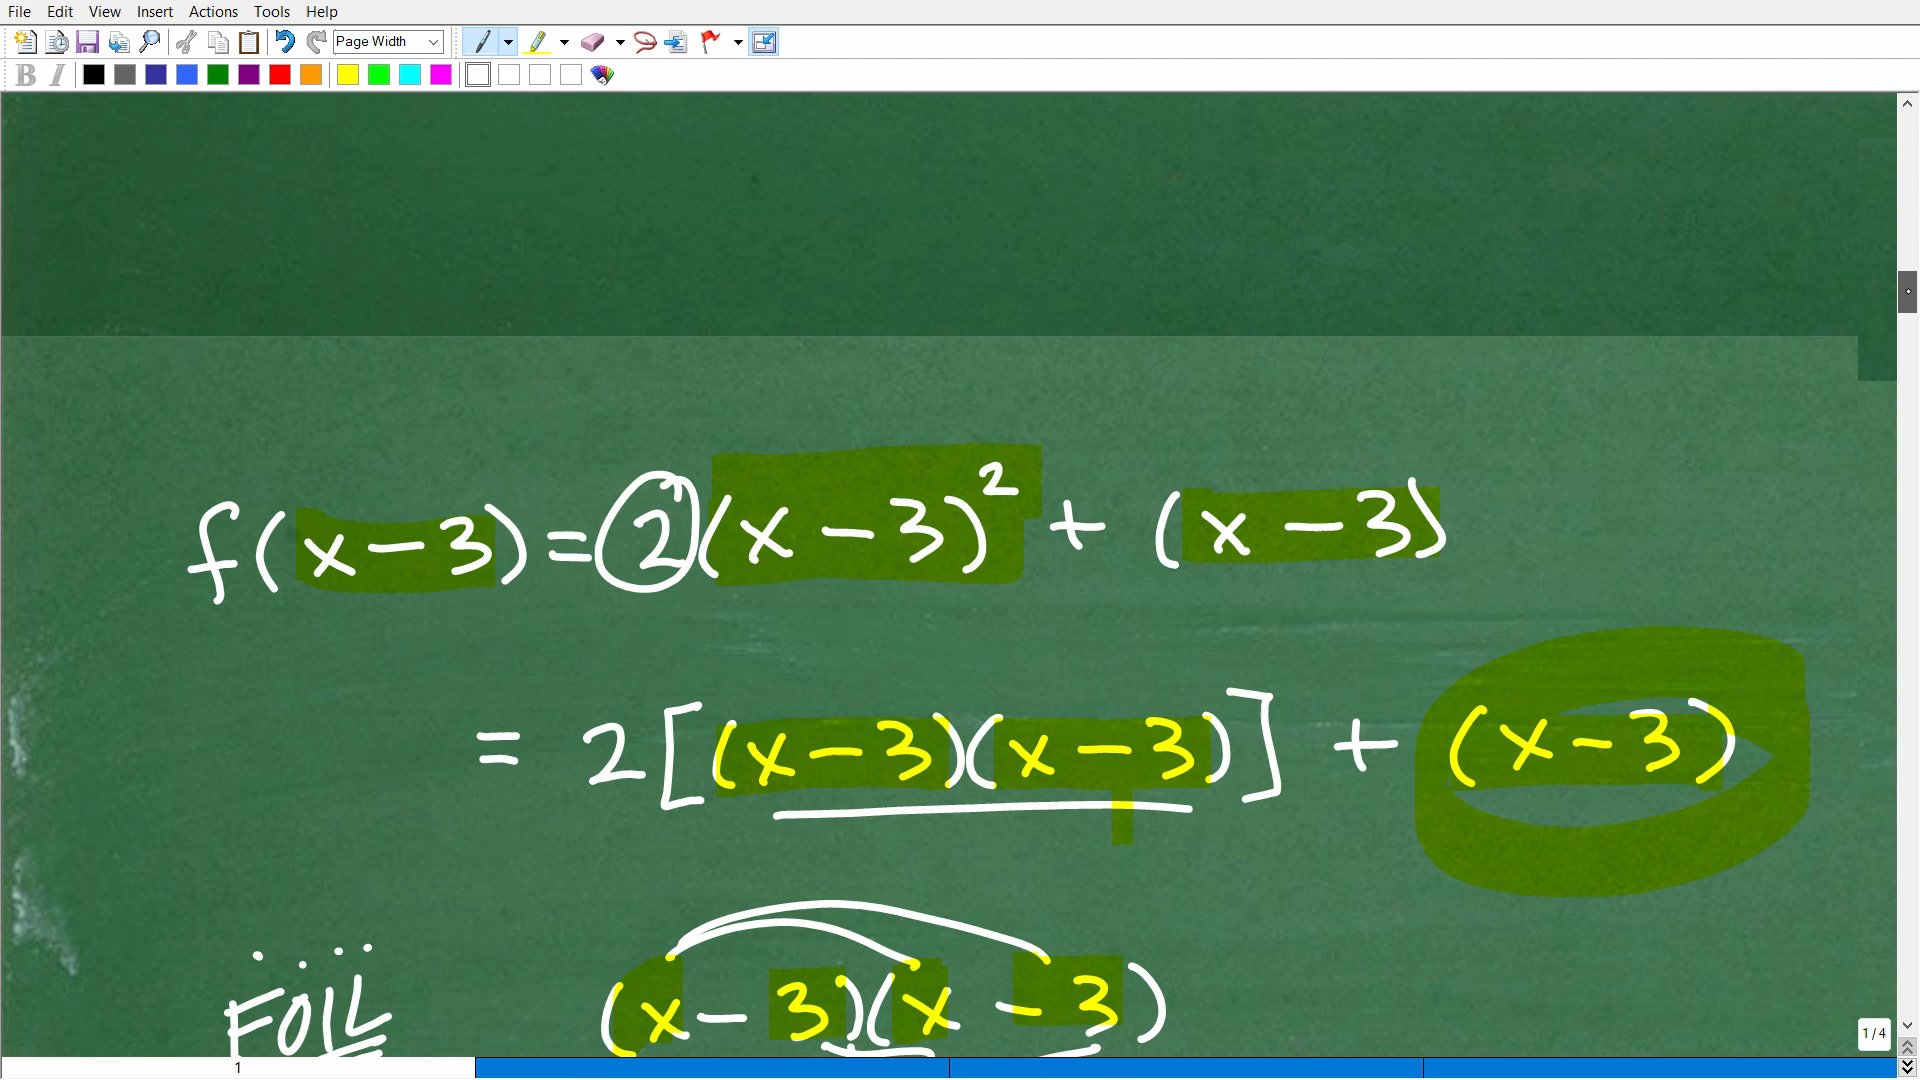 File Edit View Insert Actions Tools Help
Page Width
B I
f(x-3)=2(x-3)²+(x-3)
=2[(x-3)(x-3)]+(x-3)
FOIL (x-3)(x-3)
1/4
1